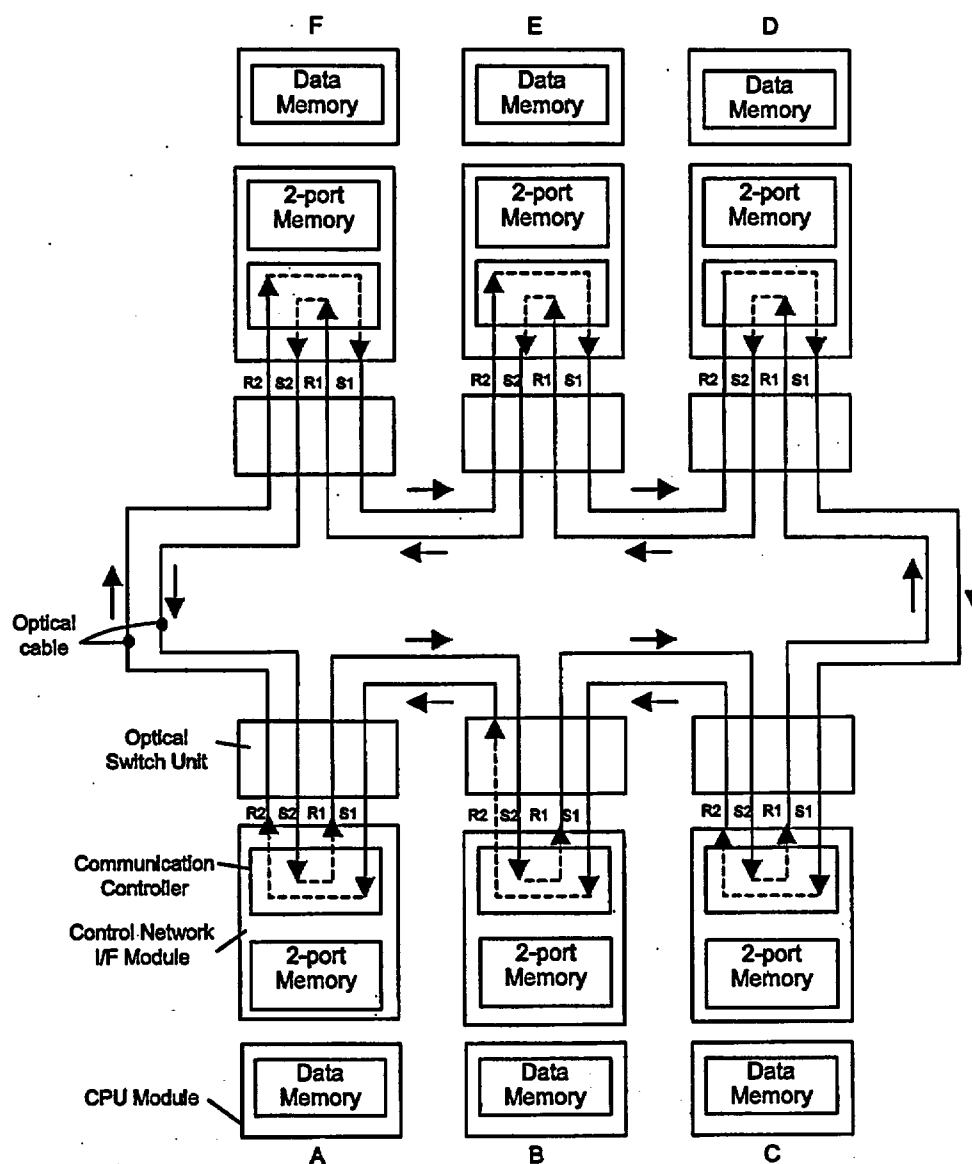 F E D
Data Memory
Data Memory
Data Memory
2-port Memory
2-port Memory
2-port Memory
R2 S2 R1 S1
R2 S2 R1 S1
R2 S2 R1 S1
Optical
cable
Optical
Switch Unit
R2 S2 R1 S1
R2 S2 R1 S1
R2 S2 R1 S1
Communication
Controller
Control Network
I/F Module
2-port Memory
2-port Memory
2-port Memory
CPU Module
Data Memory
Data Memory
Data Memory
A B C